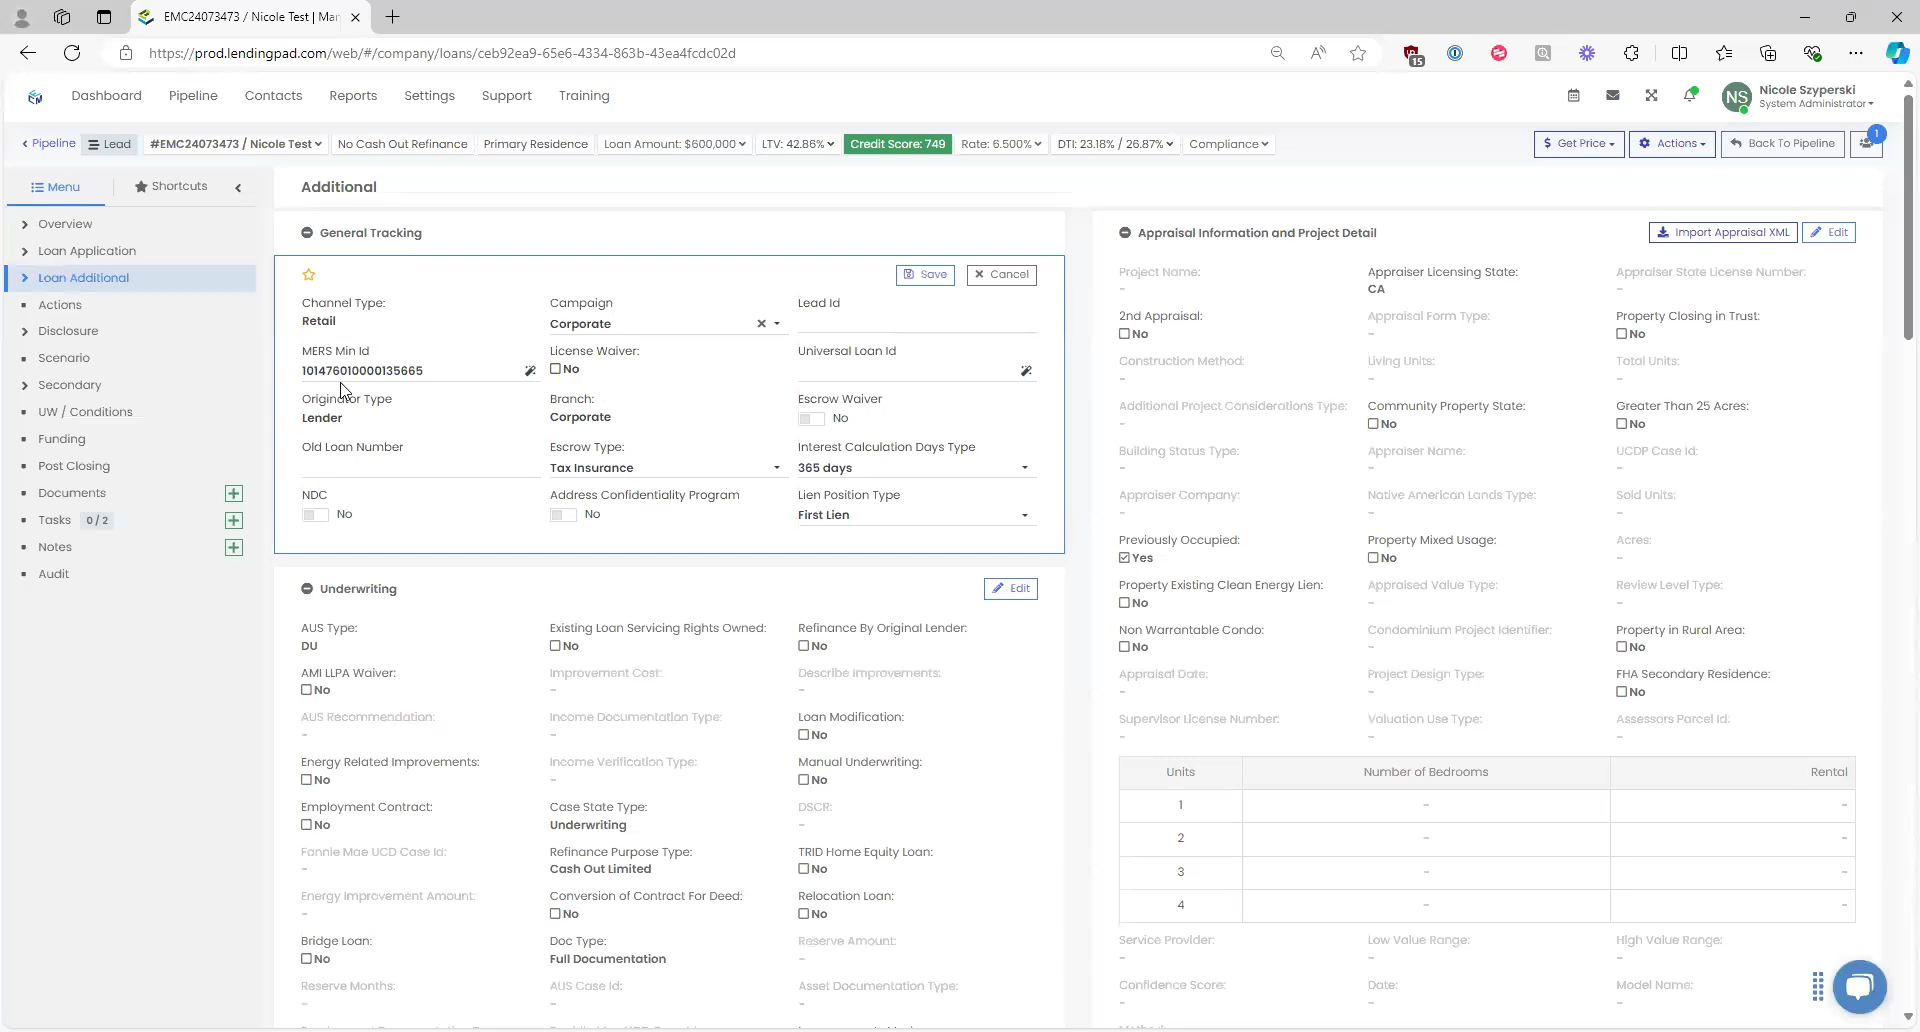 EMC24073473 / Nicole Test | Mar
https://prod.lendingpad.com/web/#/company/loans/ceb92ea9-65e6-4334-863b-43ea4fcdc02d
15
Dashboard Pipeline Contacts Reports Settings Support Training
NS Nicole Szyperski
System Administrator
Pipeline Lead #EMC24073473 / Nicole Test No Cash Out Refinance Primary Residence Loan Amount: $600,000 LTV: 42.86% Credit Score: 749 Rate: 6.500% DTI: 23.18% / 26.87% Compliance $ Get Price Actions Back To Pipeline 1
Menu Shortcuts
Overview
Loan Application
Loan Additional
Actions
Disclosure
Scenario
Secondary
UW / Conditions
Funding
Post Closing
Documents
Tasks 0 / 2
Notes
Audit
Additional
General Tracking
Save Cancel
Channel Type: Campaign Lead Id
Retail Corporate
MERS Min Id License Waiver: Universal Loan Id
101476010000135665 No
Originator Type Branch: Escrow Waiver
Lender Corporate No
Old Loan Number Escrow Type: Interest Calculation Days Type
Tax Insurance 365 days
NDC Address Confidentiality Program Lien Position Type
No No First Lien
Underwriting Edit
AUS Type: Existing Loan Servicing Rights Owned: Refinance By Original Lender:
DU No No
AMI LLPA Waiver: Improvement Cost: Describe Improvements:
No - -
AUS Recommendation: Income Documentation Type: Loan Modification:
- - No
Energy Related Improvements: Income Verification Type: Manual Underwriting:
No - No
Employment Contract: Case State Type: DSCR:
No Underwriting -
Fannie Mae UCD Case Id: Refinance Purpose Type: TRID Home Equity Loan:
- Cash Out Limited No
Energy Improvement Amount: Conversion of Contract For Deed: Relocation Loan:
- No No
Bridge Loan: Doc Type: Reserve Amount:
No Full Documentation -
Reserve Months: AUS Case Id: Asset Documentation Type:
- - -
Appraisal Information and Project Detail Import Appraisal XML Edit
Project Name: Appraiser Licensing State: Appraiser State License Number:
- CA -
2nd Appraisal: Appraisal Form Type: Property Closing in Trust:
No - No
Construction Method: Living Units: Total Units:
- - -
Additional Project Considerations Type: Community Property State: Greater Than 25 Acres:
- No No
Building Status Type: Appraiser Name: UCDP Case Id:
- - -
Appraiser Company: Native American Lands Type: Sold Units:
- - -
Previously Occupied: Property Mixed Usage: Acres:
Yes No -
Property Existing Clean Energy Lien: Appraised Value Type: Review Level Type:
No - -
Non Warrantable Condo: Condominium Project Identifier: Property in Rural Area:
No - No
Appraisal Date: Project Design Type: FHA Secondary Residence:
- - No
Supervisor License Number: Valuation Use Type: Assessors Parcel Id:
- - -
Units Number of Bedrooms Rental
1 - -
2 - -
3 - -
4 - -
Service Provider: Low Value Range: High Value Range:
- - -
Confidence Score: Date: Model Name:
- - -